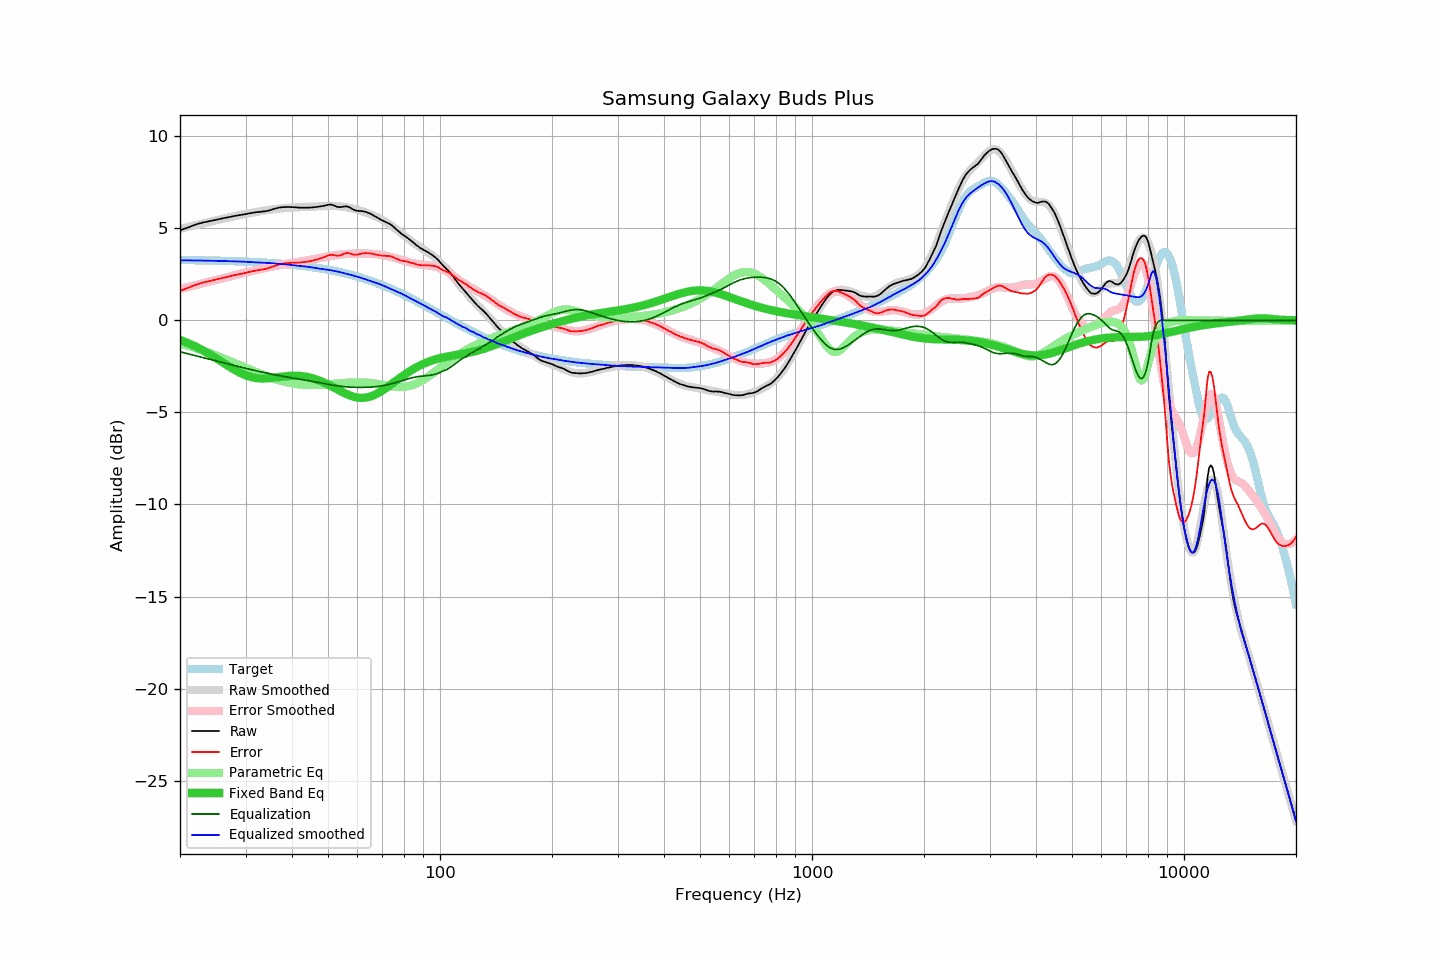 Samsung Galaxy Buds Plus
10
5
0
−5
−10
−15
−20
−25
Amplitude (dBr)
Target
Raw Smoothed
Error Smoothed
Raw
Error
Parametric Eq
Fixed Band Eq
Equalization
Equalized smoothed
100
1000
10000
Frequency (Hz)